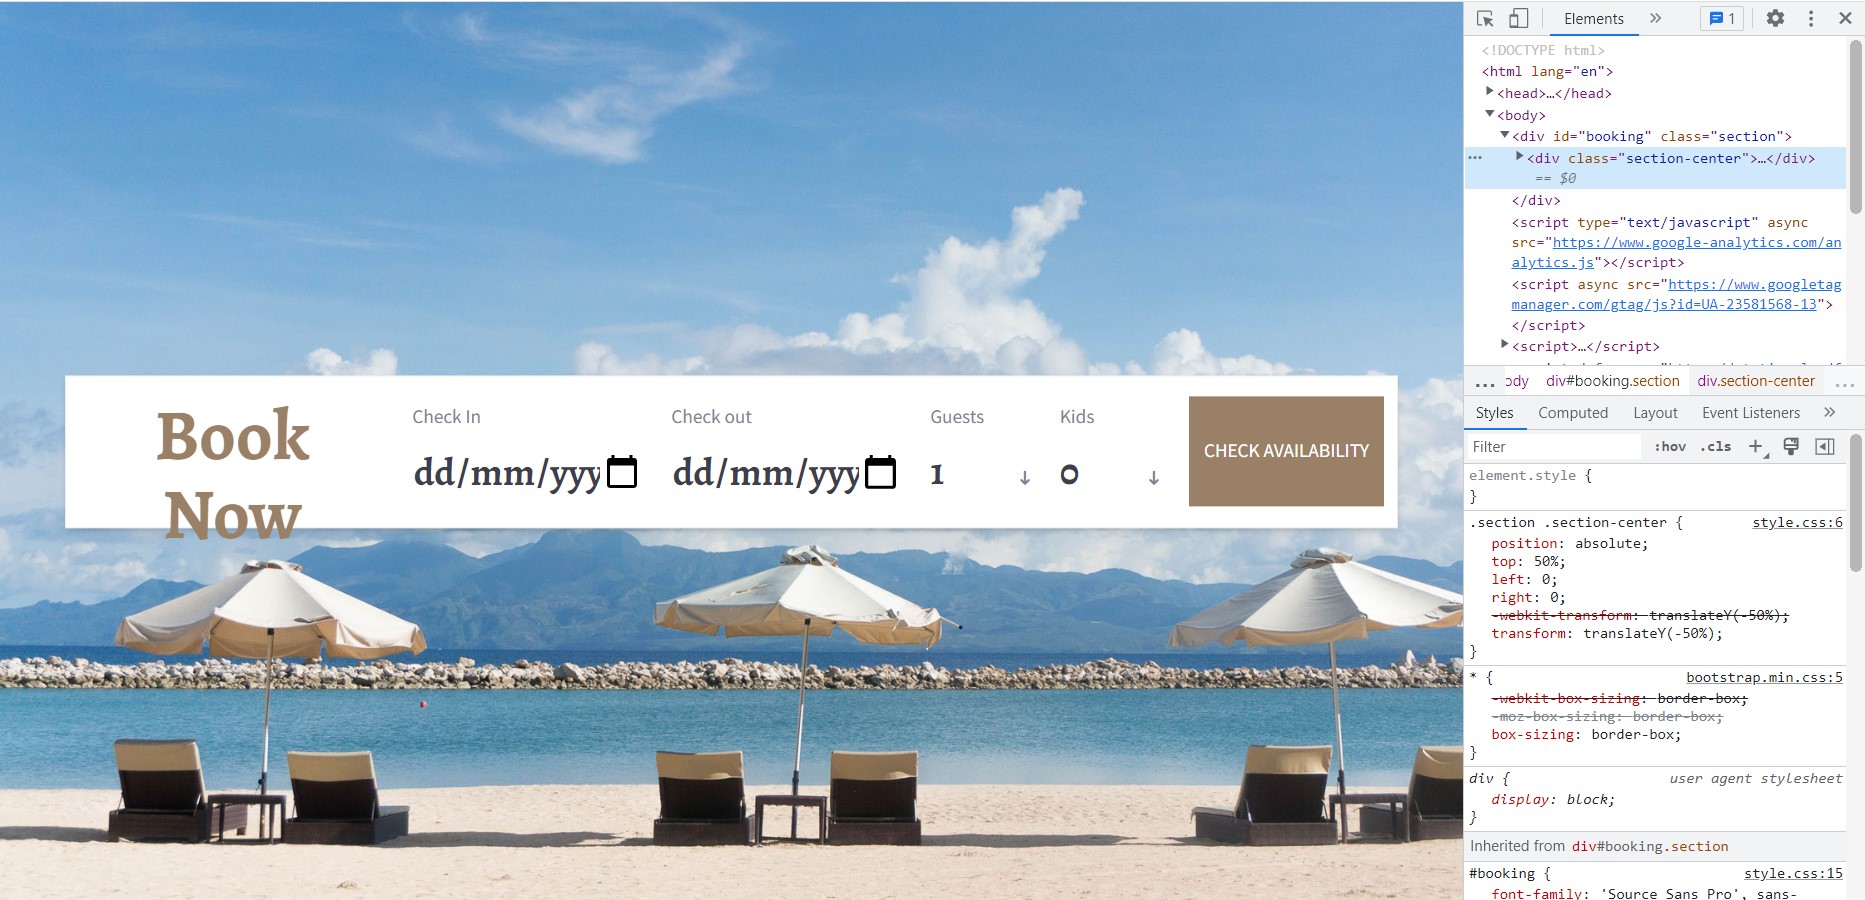 Book
Now
Check In
dd/mm/yyy
Check out
dd/mm/yyy
Guests
1
Kids
0
CHECK AVAILABILITY
Elements
1
<!DOCTYPE html>
<html lang="en">
<head>…</head>
<body>
<div id="booking" class="section">
<div class="section-center">…</div>
== $0
</div>
<script type="text/javascript" async
src="https://www.google-analytics.com/an
alytics.js"></script>
<script async src="https://www.googletag
manager.com/gtag/js?id=UA-23581568-13">
</script>
<script>…</script>
... ody div#booking.section div.section-center ...
Styles Computed Layout Event Listeners
Filter :hov .cls
element.style {
}
.section .section-center { style.css:6
position: absolute;
top: 50%;
left: 0;
right: 0;
-webkit-transform: translateY(-50%);
transform: translateY(-50%);
}
* { bootstrap.min.css:5
-webkit-box-sizing: border-box;
-moz-box-sizing: border-box;
box-sizing: border-box;
}
div { user agent stylesheet
display: block;
}
Inherited from div#booking.section
#booking { style.css:15
font-family: 'Source Sans Pro', sans-